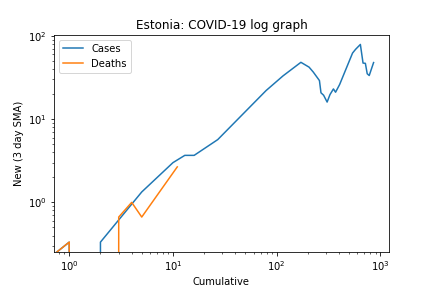 Estonia: COVID-19 log graph
Cases
Deaths
New (3 day SMA)
10²
10¹
10⁰
10⁰ 10¹ 10² 10³
Cumulative